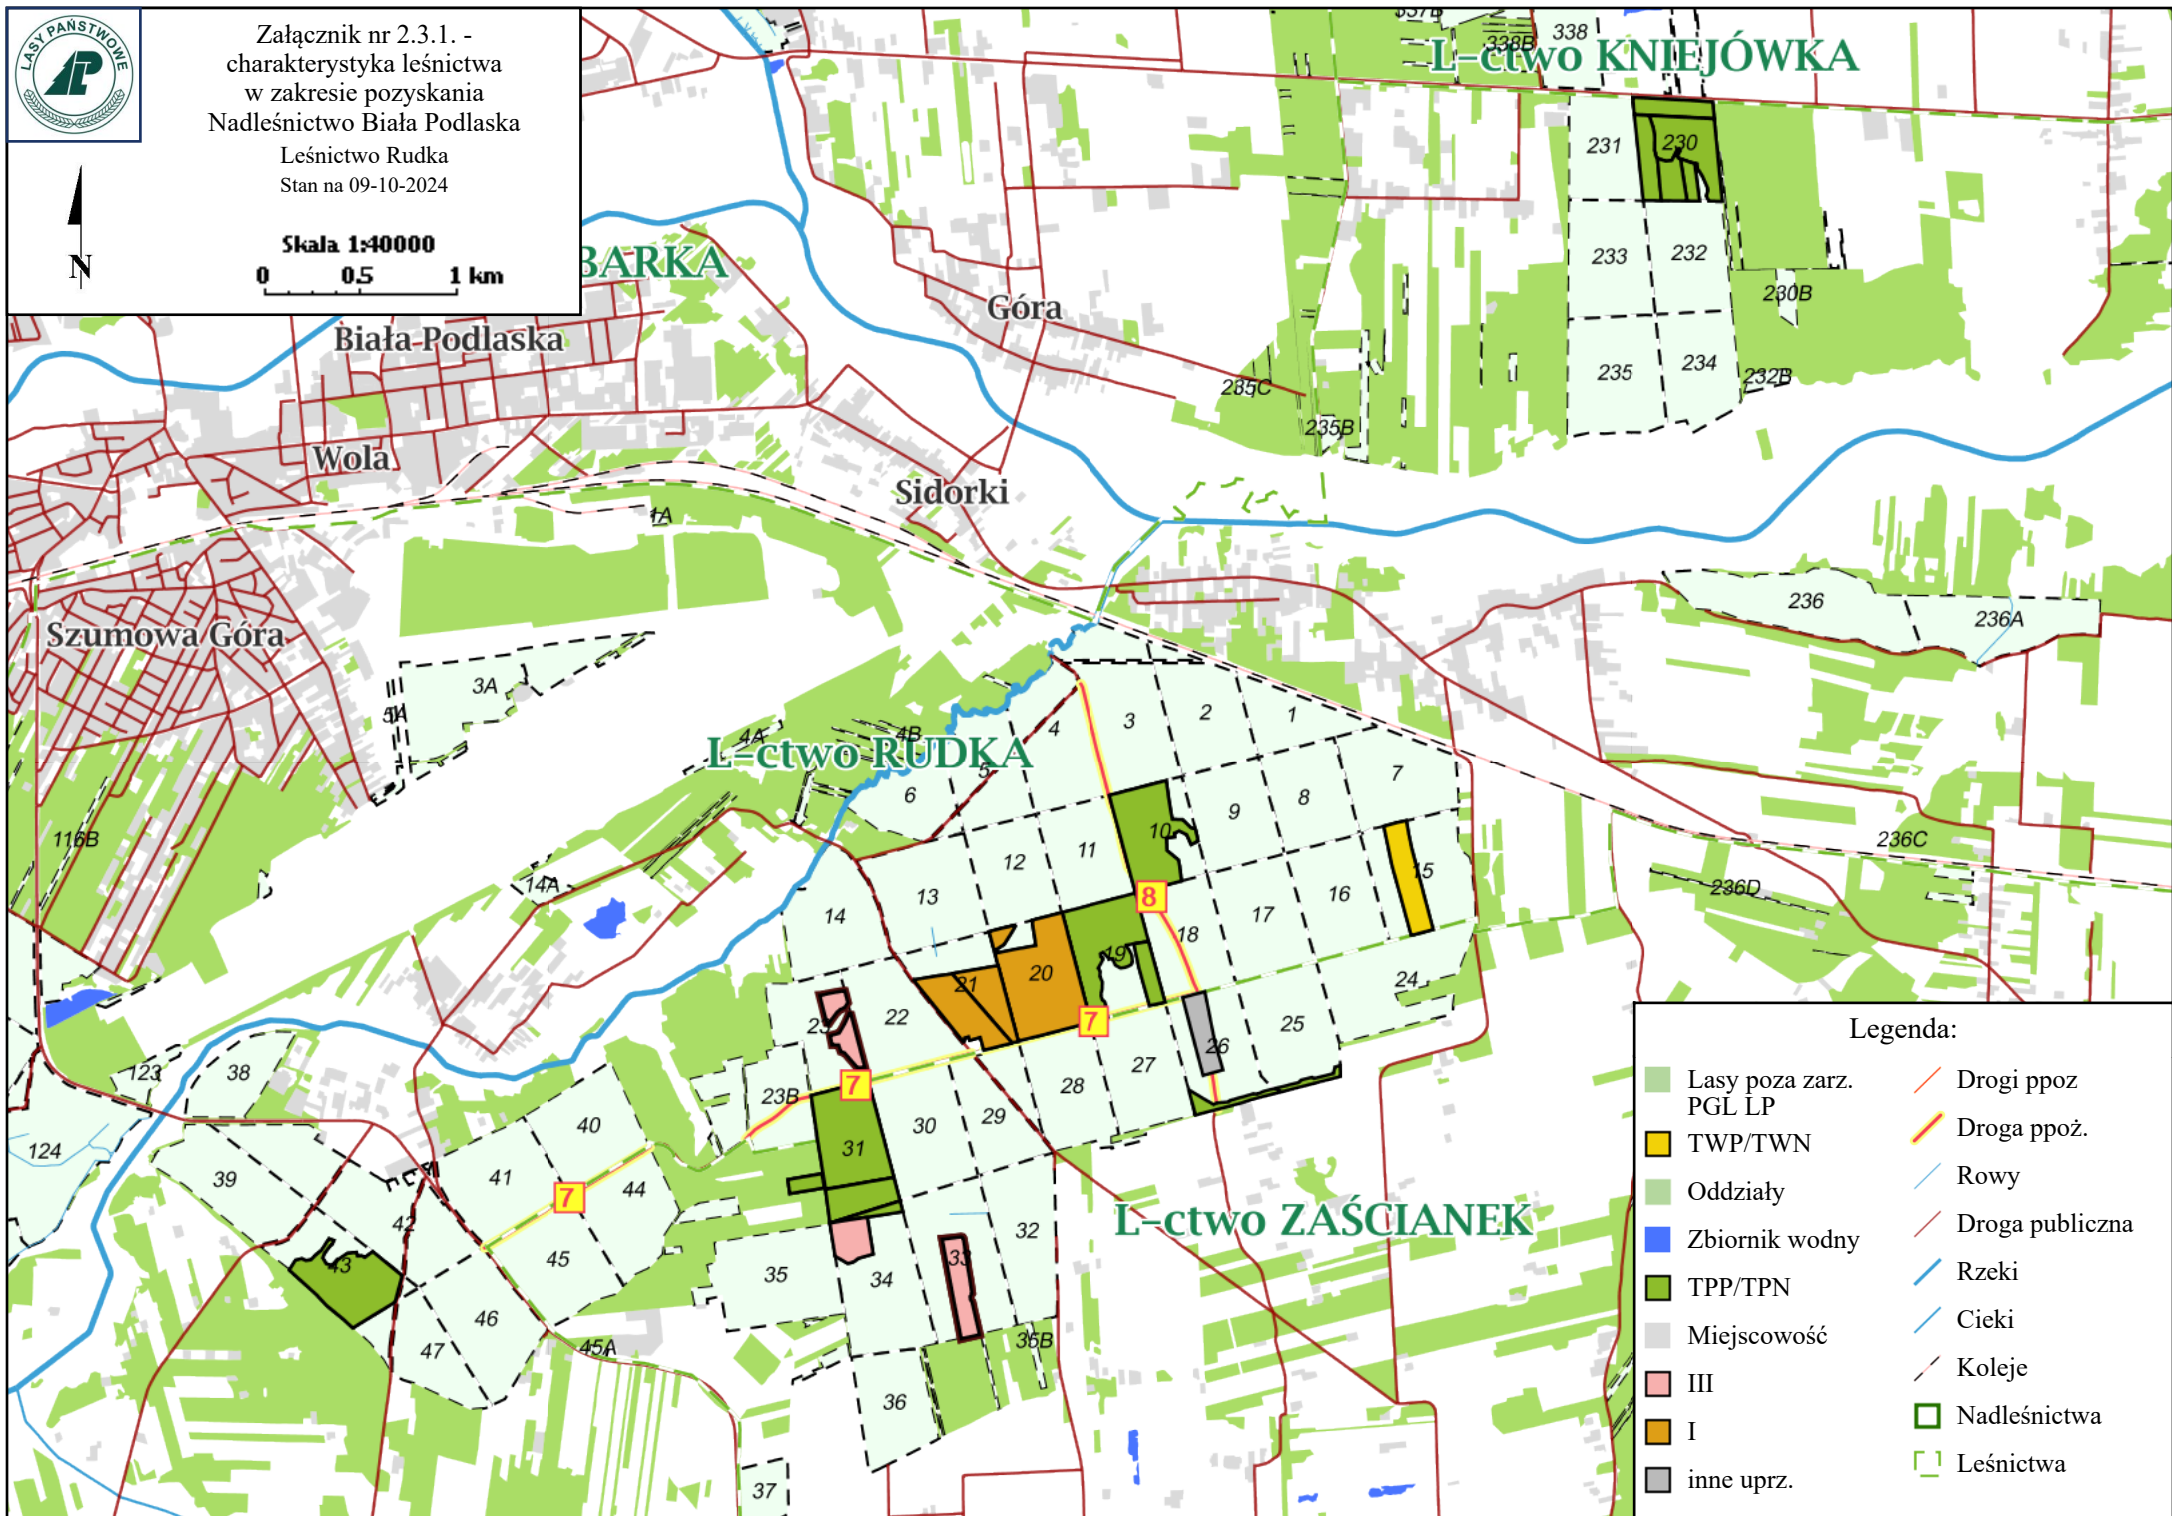 LASY PAŃSTWOWE
Załącznik nr 2.3.1. -
charakterystyka leśnictwa
w zakresie pozyskania
Nadleśnictwo Biała Podlaska
Leśnictwo Rudka
Stan na 09-10-2024
N
Skala 1:40000
0 0.5 1 km
337B
338B
338
L-ctwo KNIEJÓWKA
231
230
233
232
230B
235
234
232B
235C
235B
BARKA
Góra
Biała Podlaska
Wola
Sidorki
1A
Szumowa Góra
3A
5A
236
236A
4A
4B
L-ctwo RUDKA
4
3
2
1
5
6
7
8
9
10
11
12
13
116B
236C
236D
14A
14
8
15
16
17
18
19
20
21
22
24
7
25
26
27
28
7
23B
29
30
31
123
38
124
39
40
41
42
44
7
45
43
46
47
45A
L-ctwo ZAŚCIANEK
32
33
34
35
35B
36
37
Legenda:
Lasy poza zarz.
PGL LP
TWP/TWN
Oddziały
Zbiornik wodny
TPP/TPN
Miejscowość
III
I
inne uprz.
Drogi ppoz
Droga ppoż.
Rowy
Droga publiczna
Rzeki
Cieki
Koleje
Nadleśnictwa
Leśnictwa